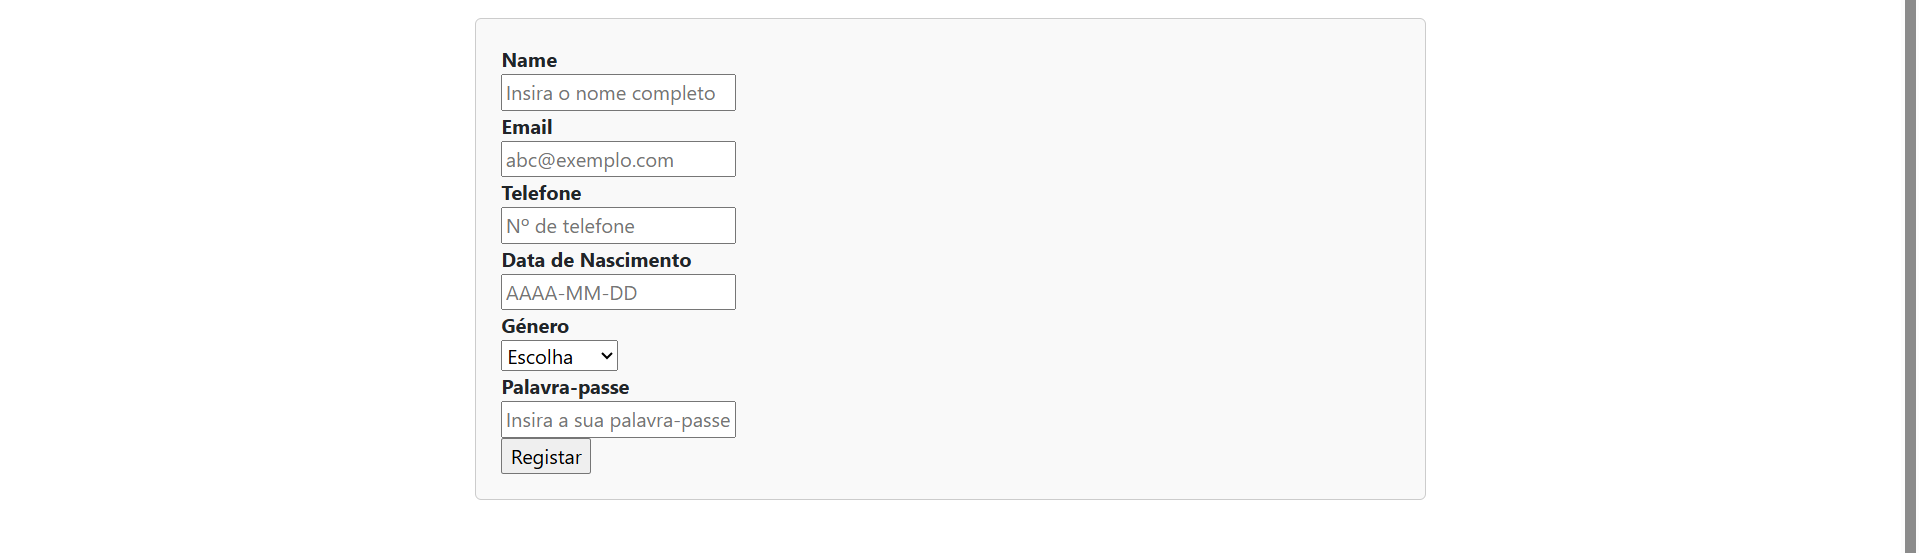 Name
Insira o nome completo
Email
abc@exemplo.com
Telefone
Nº de telefone
Data de Nascimento
AAAA-MM-DD
Género
Escolha
Palavra-passe
Insira a sua palavra-passe
Registar